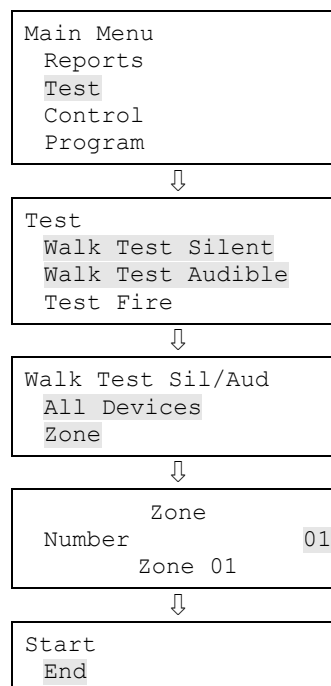 Main Menu
Reports
Test
Control
Program
⇩
Test
Walk Test Silent
Walk Test Audible
Test Fire
⇩
Walk Test Sil/Aud
All Devices
Zone
⇩
Zone
Number 01
Zone 01
⇩
Start
End